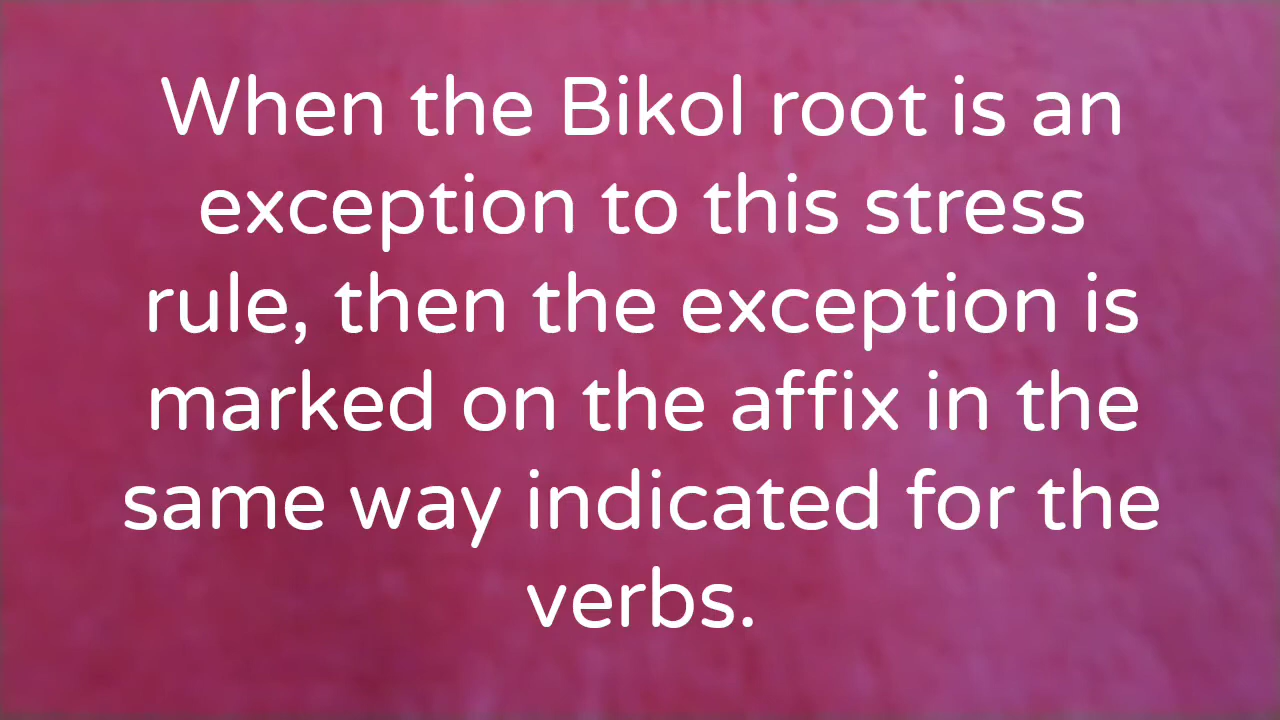 When the Bikol root is an
exception to this stress
rule, then the exception is
marked on the affix in the
same way indicated for the
verbs.